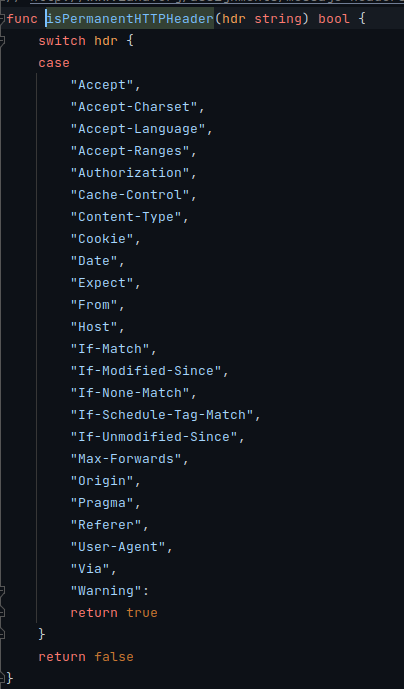 func isPermanentHTTPHeader(hdr string) bool {
    switch hdr {
    case
        "Accept",
        "Accept-Charset",
        "Accept-Language",
        "Accept-Ranges",
        "Authorization",
        "Cache-Control",
        "Content-Type",
        "Cookie",
        "Date",
        "Expect",
        "From",
        "Host",
        "If-Match",
        "If-Modified-Since",
        "If-None-Match",
        "If-Schedule-Tag-Match",
        "If-Unmodified-Since",
        "Max-Forwards",
        "Origin",
        "Pragma",
        "Referer",
        "User-Agent",
        "Via",
        "Warning":
        return true
    }
    return false
}